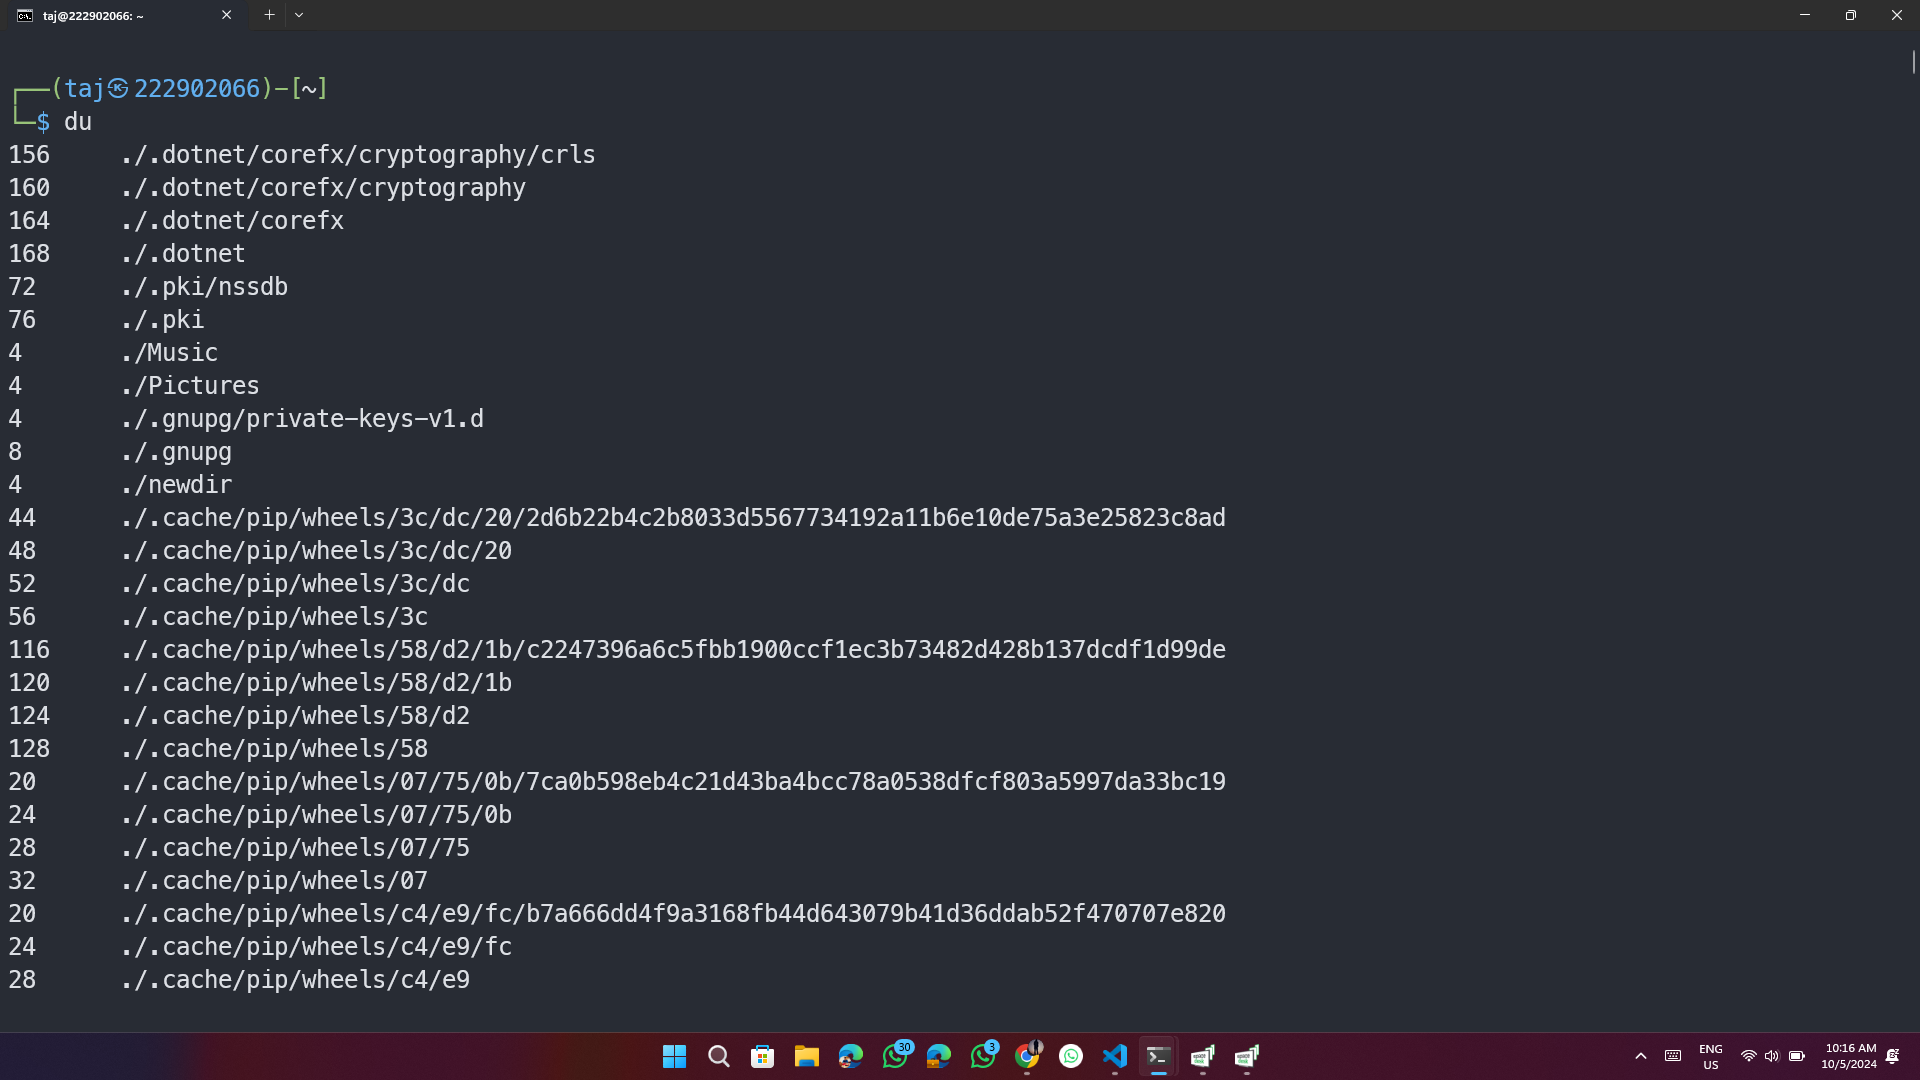 taj@222902066: ~
┌──(taj㉿222902066)-[~]
└─$ du
156 ./.dotnet/corefx/cryptography/crls
160 ./.dotnet/corefx/cryptography
164 ./.dotnet/corefx
168 ./.dotnet
72 ./.pki/nssdb
76 ./.pki
4 ./Music
4 ./Pictures
4 ./.gnupg/private-keys-v1.d
8 ./.gnupg
4 ./newdir
44 ./.cache/pip/wheels/3c/dc/20/2d6b22b4c2b8033d5567734192a11b6e10de75a3e25823c8ad
48 ./.cache/pip/wheels/3c/dc/20
52 ./.cache/pip/wheels/3c/dc
56 ./.cache/pip/wheels/3c
116 ./.cache/pip/wheels/58/d2/1b/c2247396a6c5fbb1900ccf1ec3b73482d428b137dcdf1d99de
120 ./.cache/pip/wheels/58/d2/1b
124 ./.cache/pip/wheels/58/d2
128 ./.cache/pip/wheels/58
20 ./.cache/pip/wheels/07/75/0b/7ca0b598eb4c21d43ba4bcc78a0538dfcf803a5997da33bc19
24 ./.cache/pip/wheels/07/75/0b
28 ./.cache/pip/wheels/07/75
32 ./.cache/pip/wheels/07
20 ./.cache/pip/wheels/c4/e9/fc/b7a666dd4f9a3168fb44d643079b41d36ddab52f470707e820
24 ./.cache/pip/wheels/c4/e9/fc
28 ./.cache/pip/wheels/c4/e9
30
3
ENG
US
10:16 AM
10/5/2024